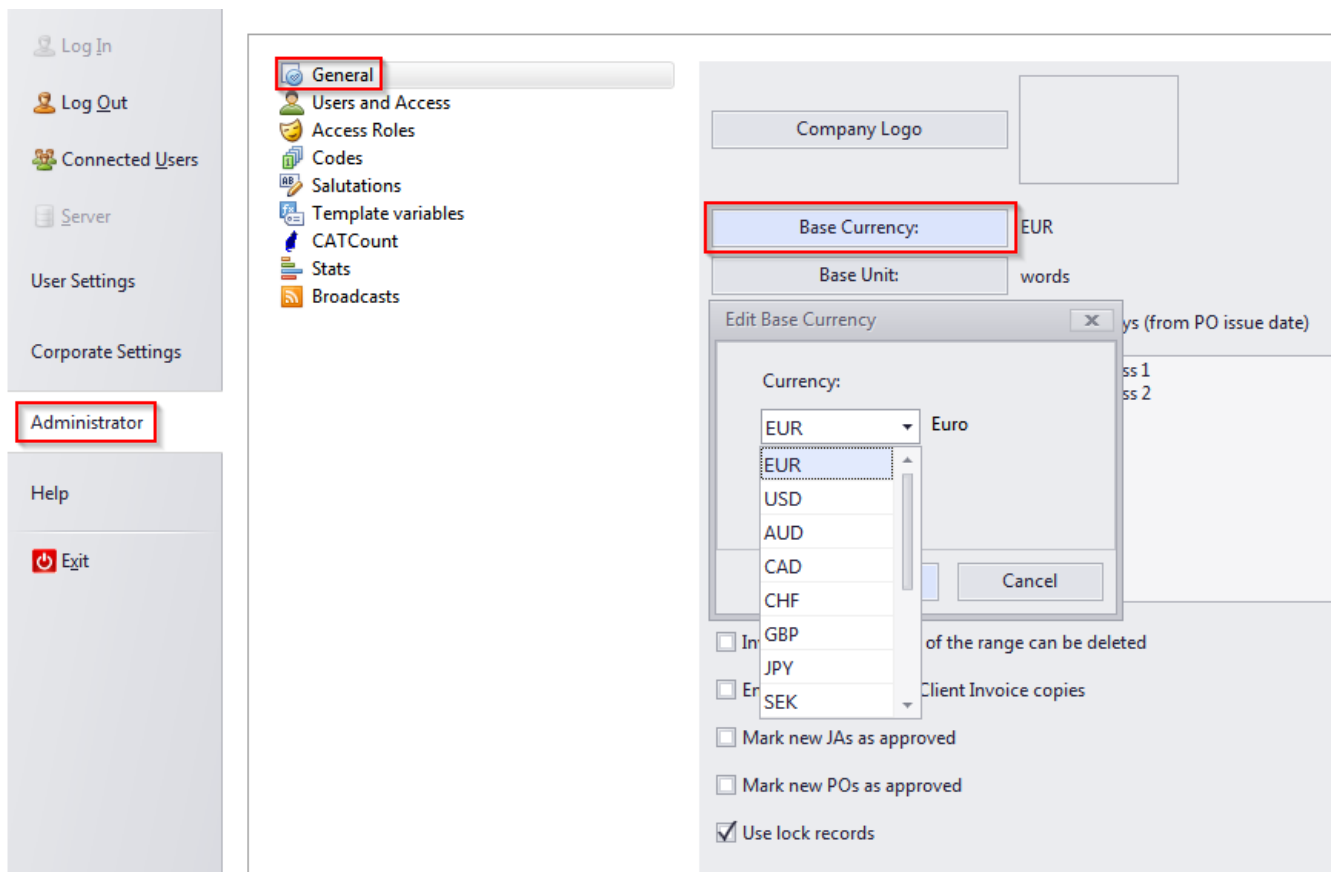 Log In
Log Out
Connected Users
Server
User Settings
Corporate Settings
Administrator
Help
Exit
General
Users and Access
Access Roles
Codes
Salutations
Template variables
CATCount
Stats
Broadcasts
Company Logo
Base Currency: EUR
Base Unit: words
Edit Base Currency
(from PO issue date)
1
2
Currency:
EUR Euro
EUR
USD
AUD
CAD
CHF
GBP
JPY
SEK
Cancel
of the range can be deleted
Client Invoice copies
Mark new JAs as approved
Mark new POs as approved
Use lock records